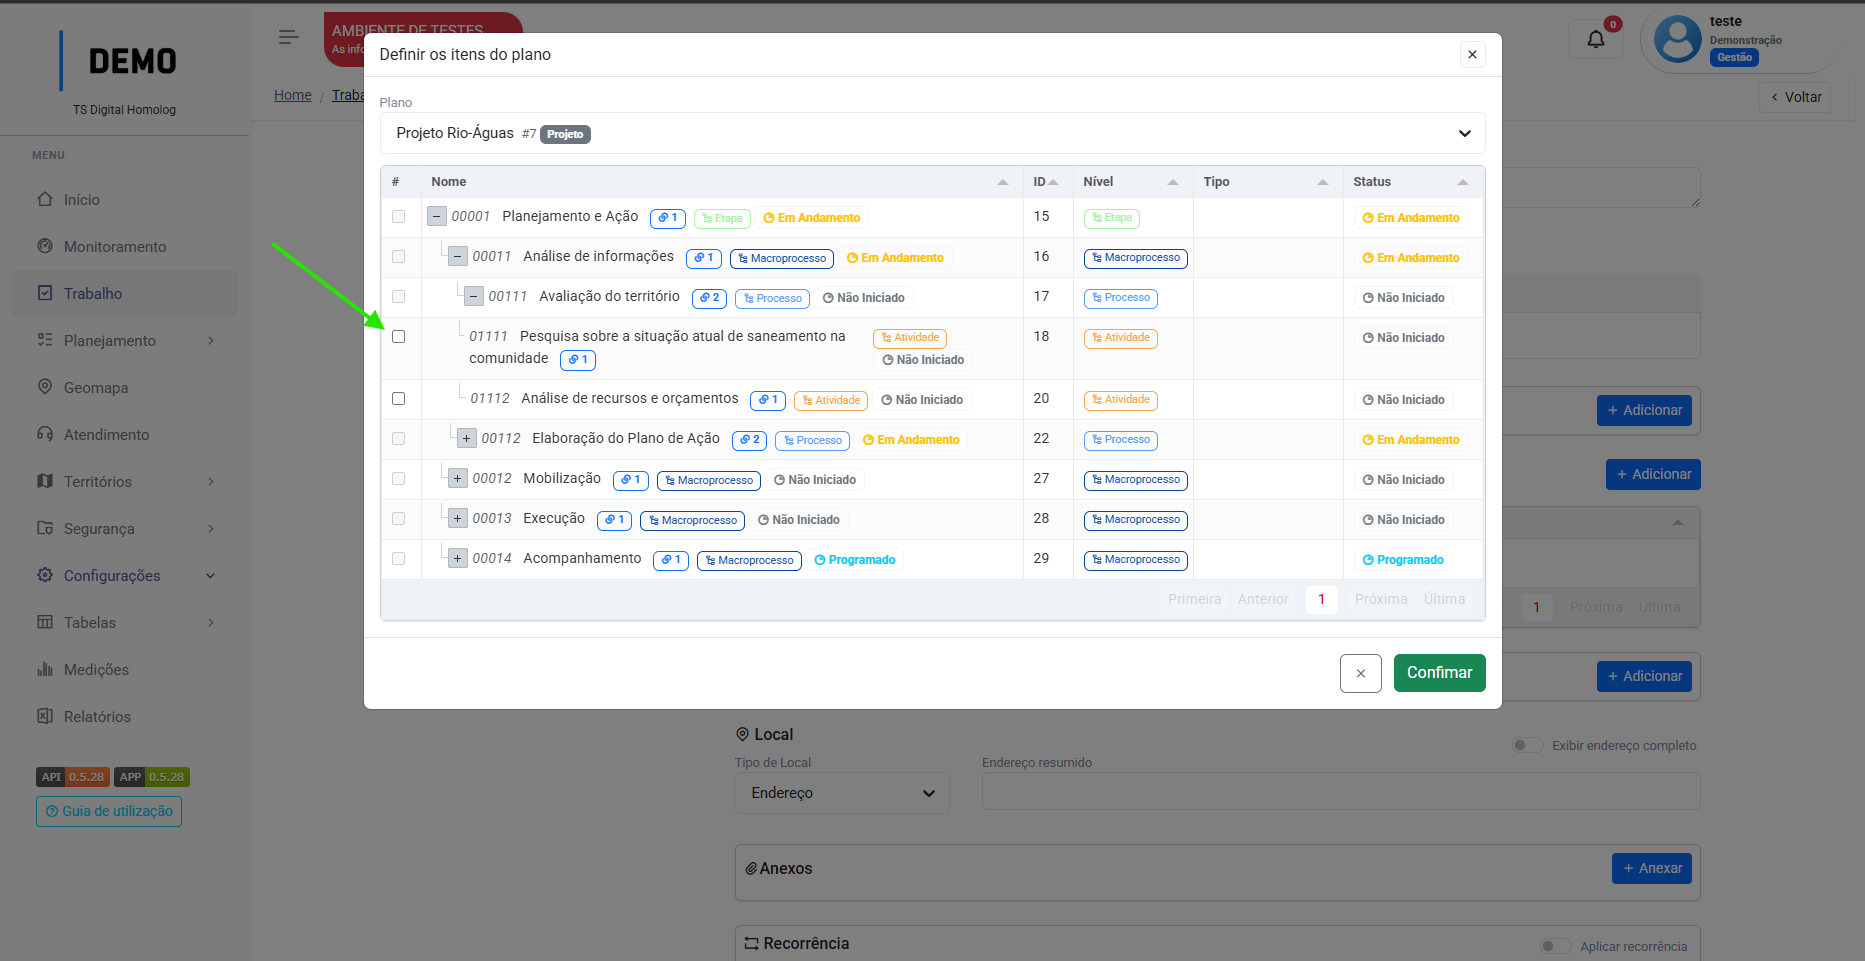 DEMO
TS Digital Homolog
MENU
Início
Monitoramento
Trabalho
Planejamento
Geomapa
Atendimento
Territórios
Segurança
Configurações
Tabelas
Medições
Relatórios
API 0.5.28 APP 0.5.28
Guia de utilização
AMBIENTE DE TESTES
As
Home /
0
teste
Demonstração
Gestão
Voltar
Definir os itens do plano
Plano
Projeto Rio-Águas #7 Projeto
# Nome ID Nível Tipo Status
00001 Planejamento e Ação 1 Etapa Em Andamento 15 Etapa Em Andamento
00011 Análise de informações 1 Macroprocesso Em Andamento 16 Macroprocesso Em Andamento
00111 Avaliação do território 2 Processo Não Iniciado 17 Processo Não Iniciado
01111 Pesquisa sobre a situação atual de saneamento na Atividade 18 Atividade Não Iniciado
comunidade 1 Não Iniciado
01112 Análise de recursos e orçamentos 1 Atividade Não Iniciado 20 Atividade Não Iniciado
00112 Elaboração do Plano de Ação 2 Processo Em Andamento 22 Processo Em Andamento
00012 Mobilização 1 Macroprocesso Não Iniciado 27 Macroprocesso Não Iniciado
00013 Execução 1 Macroprocesso Não Iniciado 28 Macroprocesso Não Iniciado
00014 Acompanhamento 1 Macroprocesso Programado 29 Macroprocesso Programado
Primeira Anterior 1 Próxima Última
× Confimar
+ Adicionar
+ Adicionar
1 Próxima Última
+ Adicionar
Local
Exibir endereço completo
Tipo de Local Endereço resumido
Endereço
Anexos + Anexar
Recorrência Aplicar recorrência